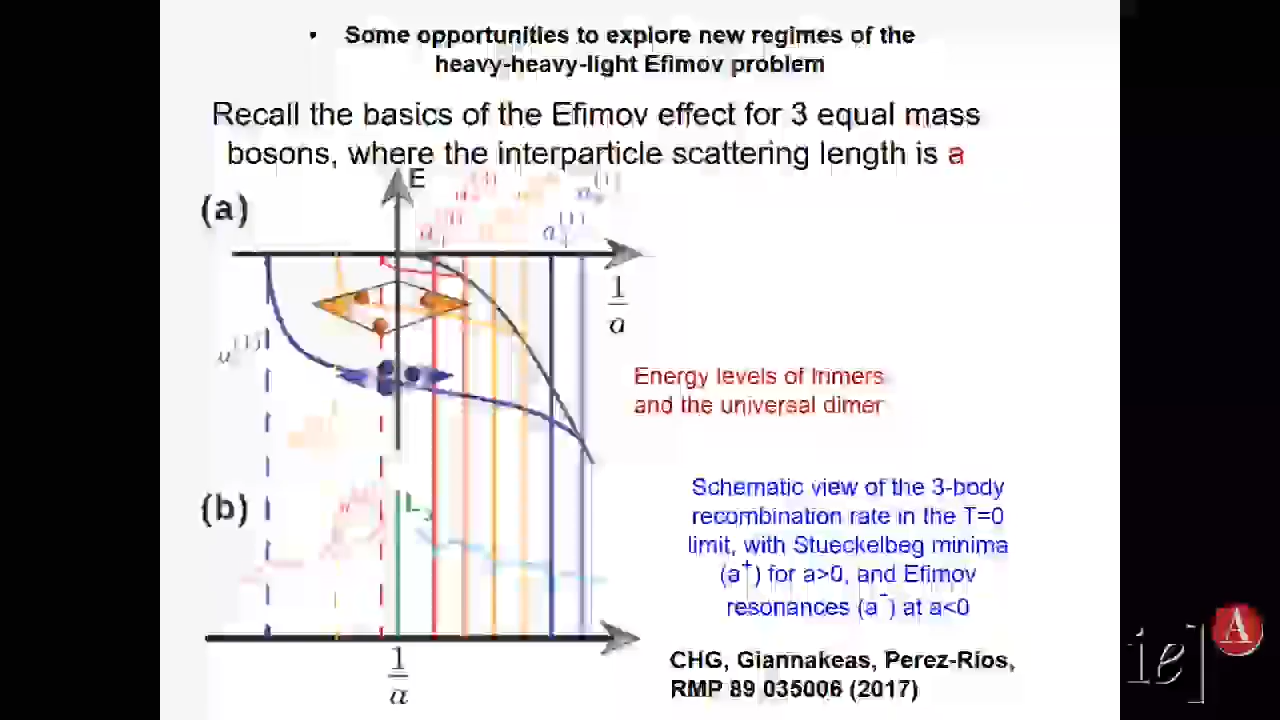 • Some opportunities to explore new regimes of the
heavy-heavy-light Efimov problem
Recall the basics of the Efimov effect for 3 equal mass
bosons, where the interparticle scattering length is a
E
(a)
1
a
Energy levels of trimers
and the universal dimer
(b)
Schematic view of the 3-body
recombination rate in the T=0
limit, with Stueckelbeg minima
(a⁺) for a>0, and Efimov
resonances (a⁻) at a<0
1
a
CHG, Giannakeas, Perez-Rios,
RMP 89 035006 (2017)
ie]
A